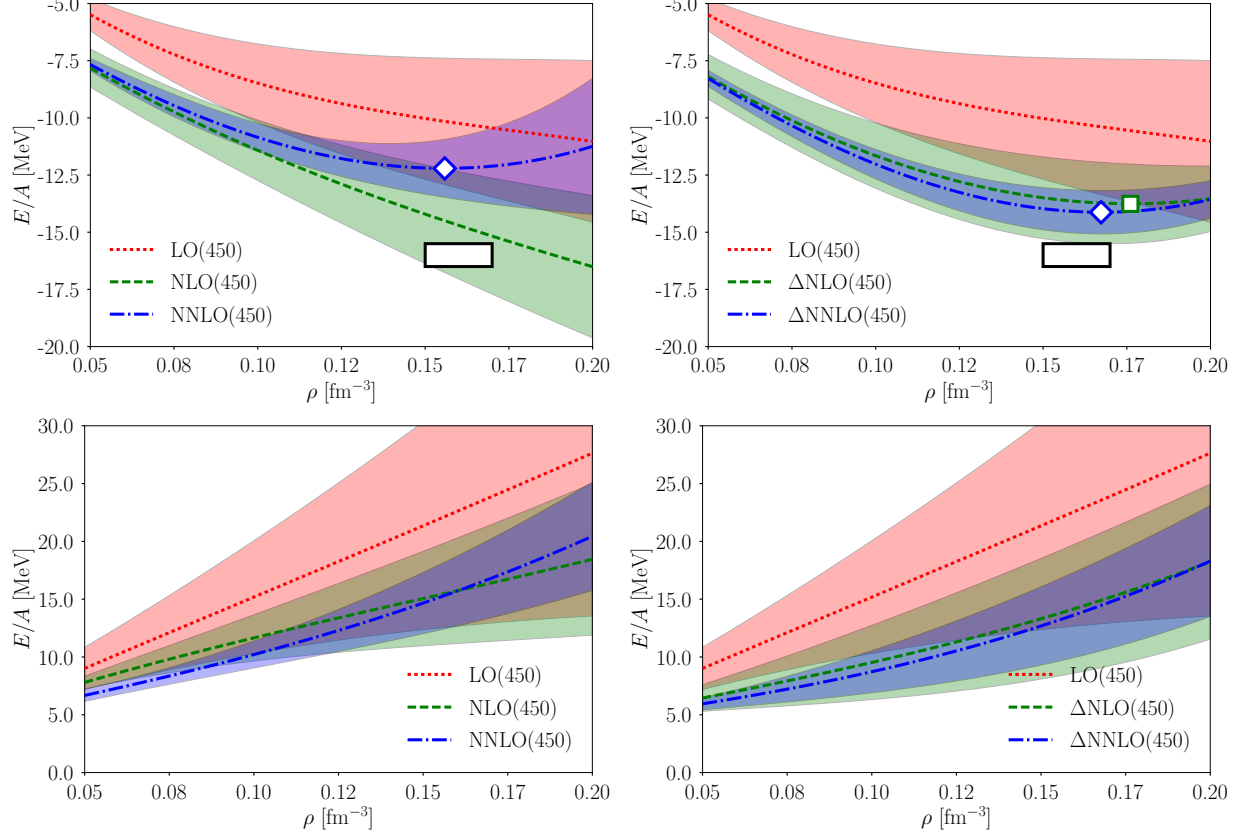 -5.0
-7.5
-10.0
-12.5
-15.0
-17.5
-20.0
E/A [MeV]
LO(450)
NLO(450)
NNLO(450)
0.05 0.08 0.10 0.12 0.15 0.17 0.20
ρ [fm⁻³]
-5.0
-7.5
-10.0
-12.5
-15.0
-17.5
-20.0
E/A [MeV]
LO(450)
ΔNLO(450)
ΔNNLO(450)
0.05 0.08 0.10 0.12 0.15 0.17 0.20
ρ [fm⁻³]
30.0
25.0
20.0
15.0
10.0
5.0
0.0
E/A [MeV]
LO(450)
NLO(450)
NNLO(450)
0.05 0.08 0.10 0.12 0.15 0.17 0.20
ρ [fm⁻³]
30.0
25.0
20.0
15.0
10.0
5.0
0.0
E/A [MeV]
LO(450)
ΔNLO(450)
ΔNNLO(450)
0.05 0.08 0.10 0.12 0.15 0.17 0.20
ρ [fm⁻³]